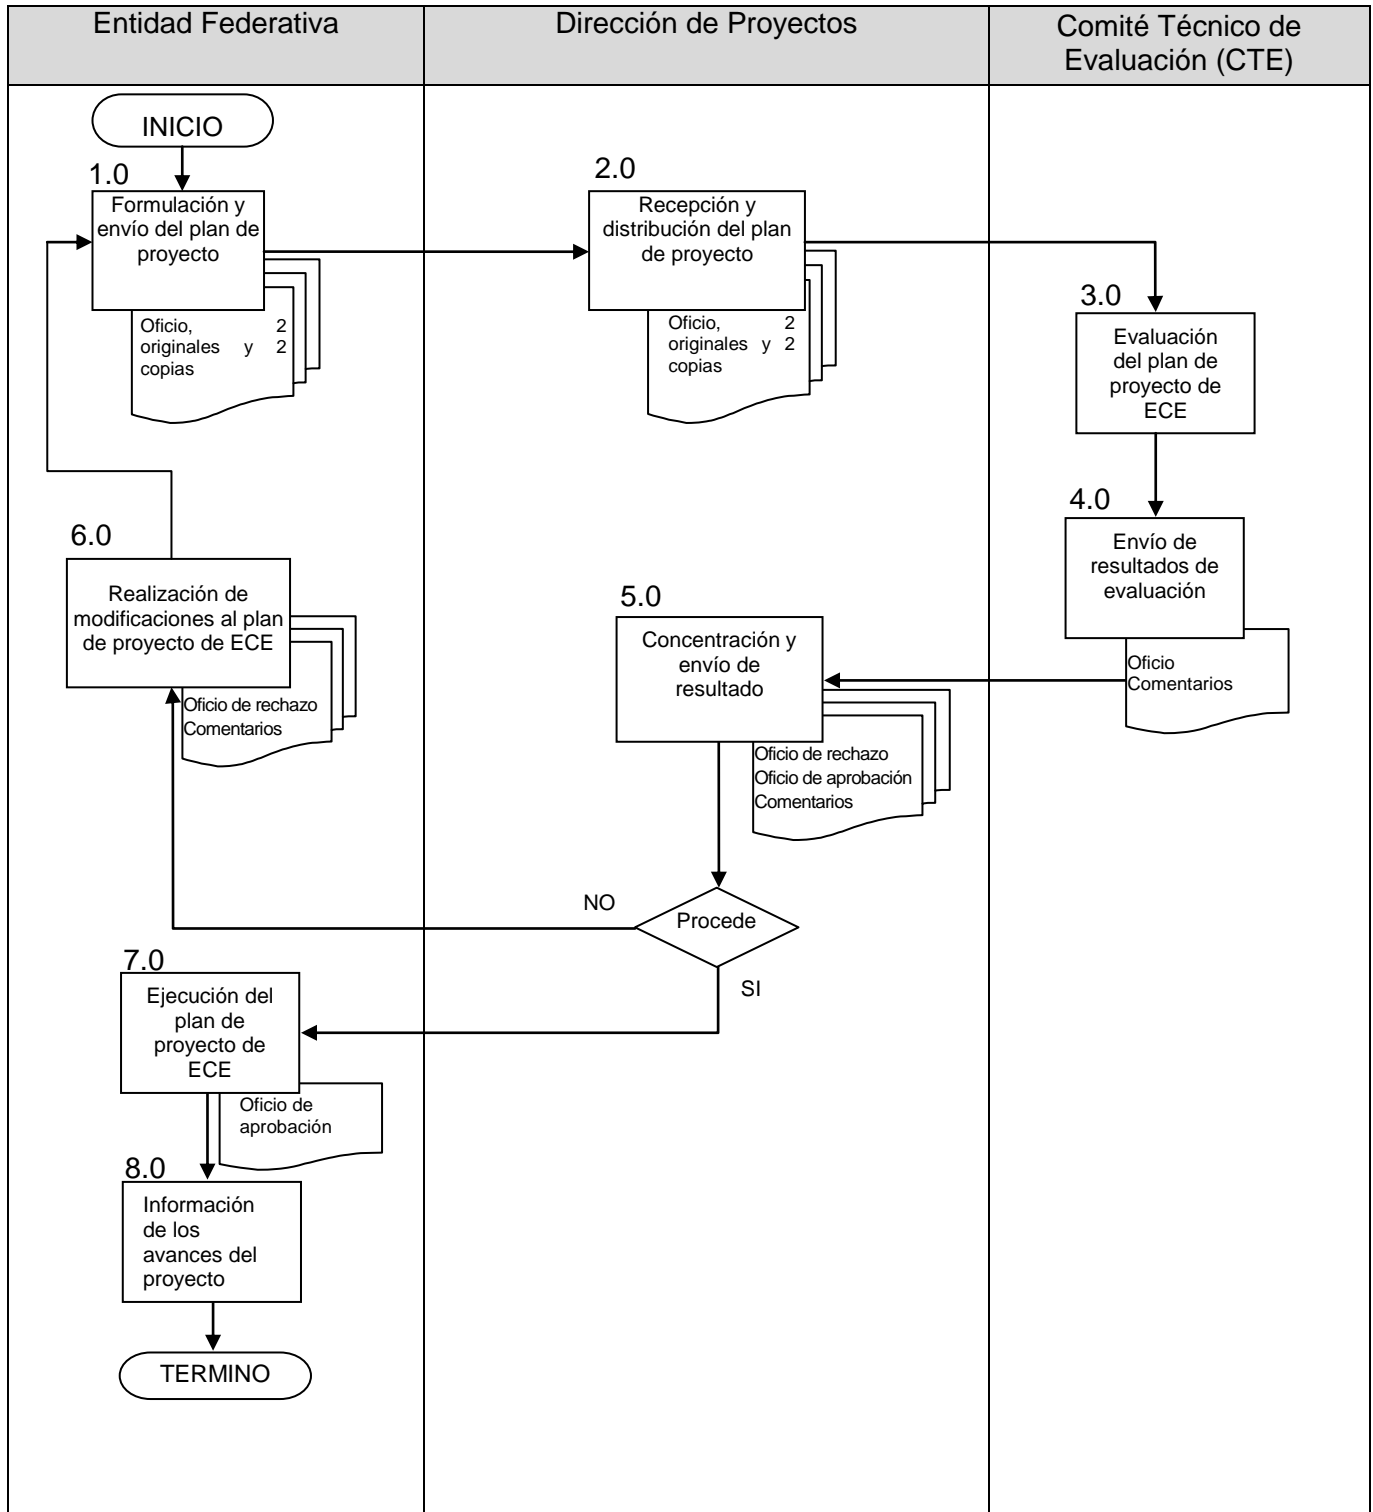 Entidad Federativa
Dirección de Proyectos
Comité Técnico de
Evaluación (CTE)
INICIO
1.0
Formulación y
envío del plan de
proyecto
Oficio, 2
originales y 2
copias
2.0
Recepción y
distribución del plan
de proyecto
Oficio, 2
originales y 2
copias
3.0
Evaluación
del plan de
proyecto de
ECE
4.0
Envío de
resultados de
evaluación
Oficio
Comentarios
5.0
Concentración y
envío de
resultado
Oficio de rechazo
Oficio de aprobación
Comentarios
6.0
Realización de
modificaciones al plan
de proyecto de ECE
Oficio de rechazo
Comentarios
NO
Procede
SI
7.0
Ejecución del
plan de
proyecto de
ECE
Oficio de
aprobación
8.0
Información
de los
avances del
proyecto
TERMINO